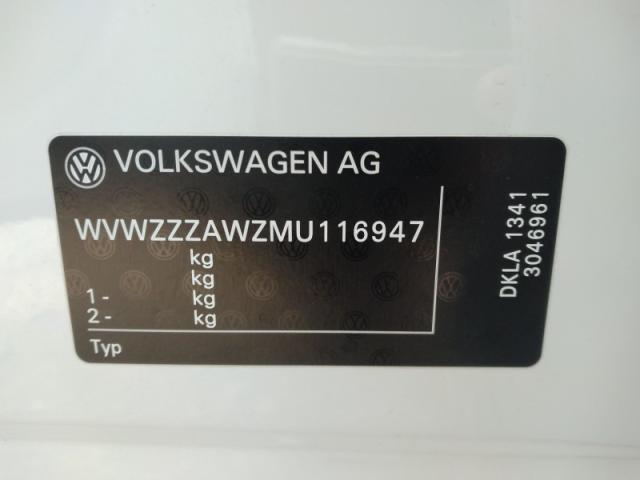 VOLKSWAGEN AG
WVWZZZAWZMU116947
kg
kg
1- kg
2- kg
Typ
DKLA 1341
3046961